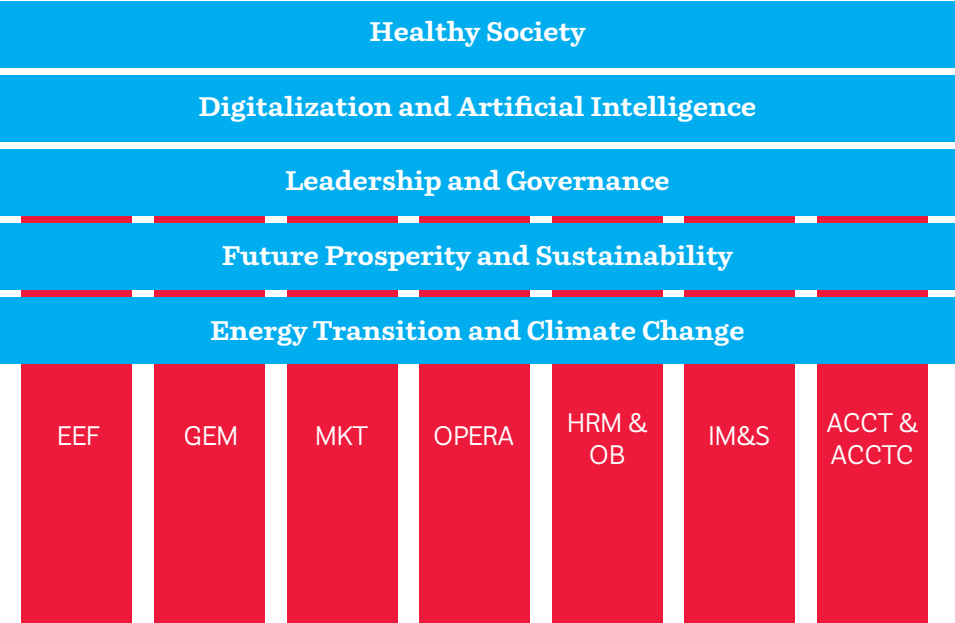 Healthy Society
Digitalization and Artificial Intelligence
Leadership and Governance
Future Prosperity and Sustainability
Energy Transition and Climate Change
EEF
GEM
MKT
OPERA
HRM &
OB
IM&S
ACCT &
ACCTC